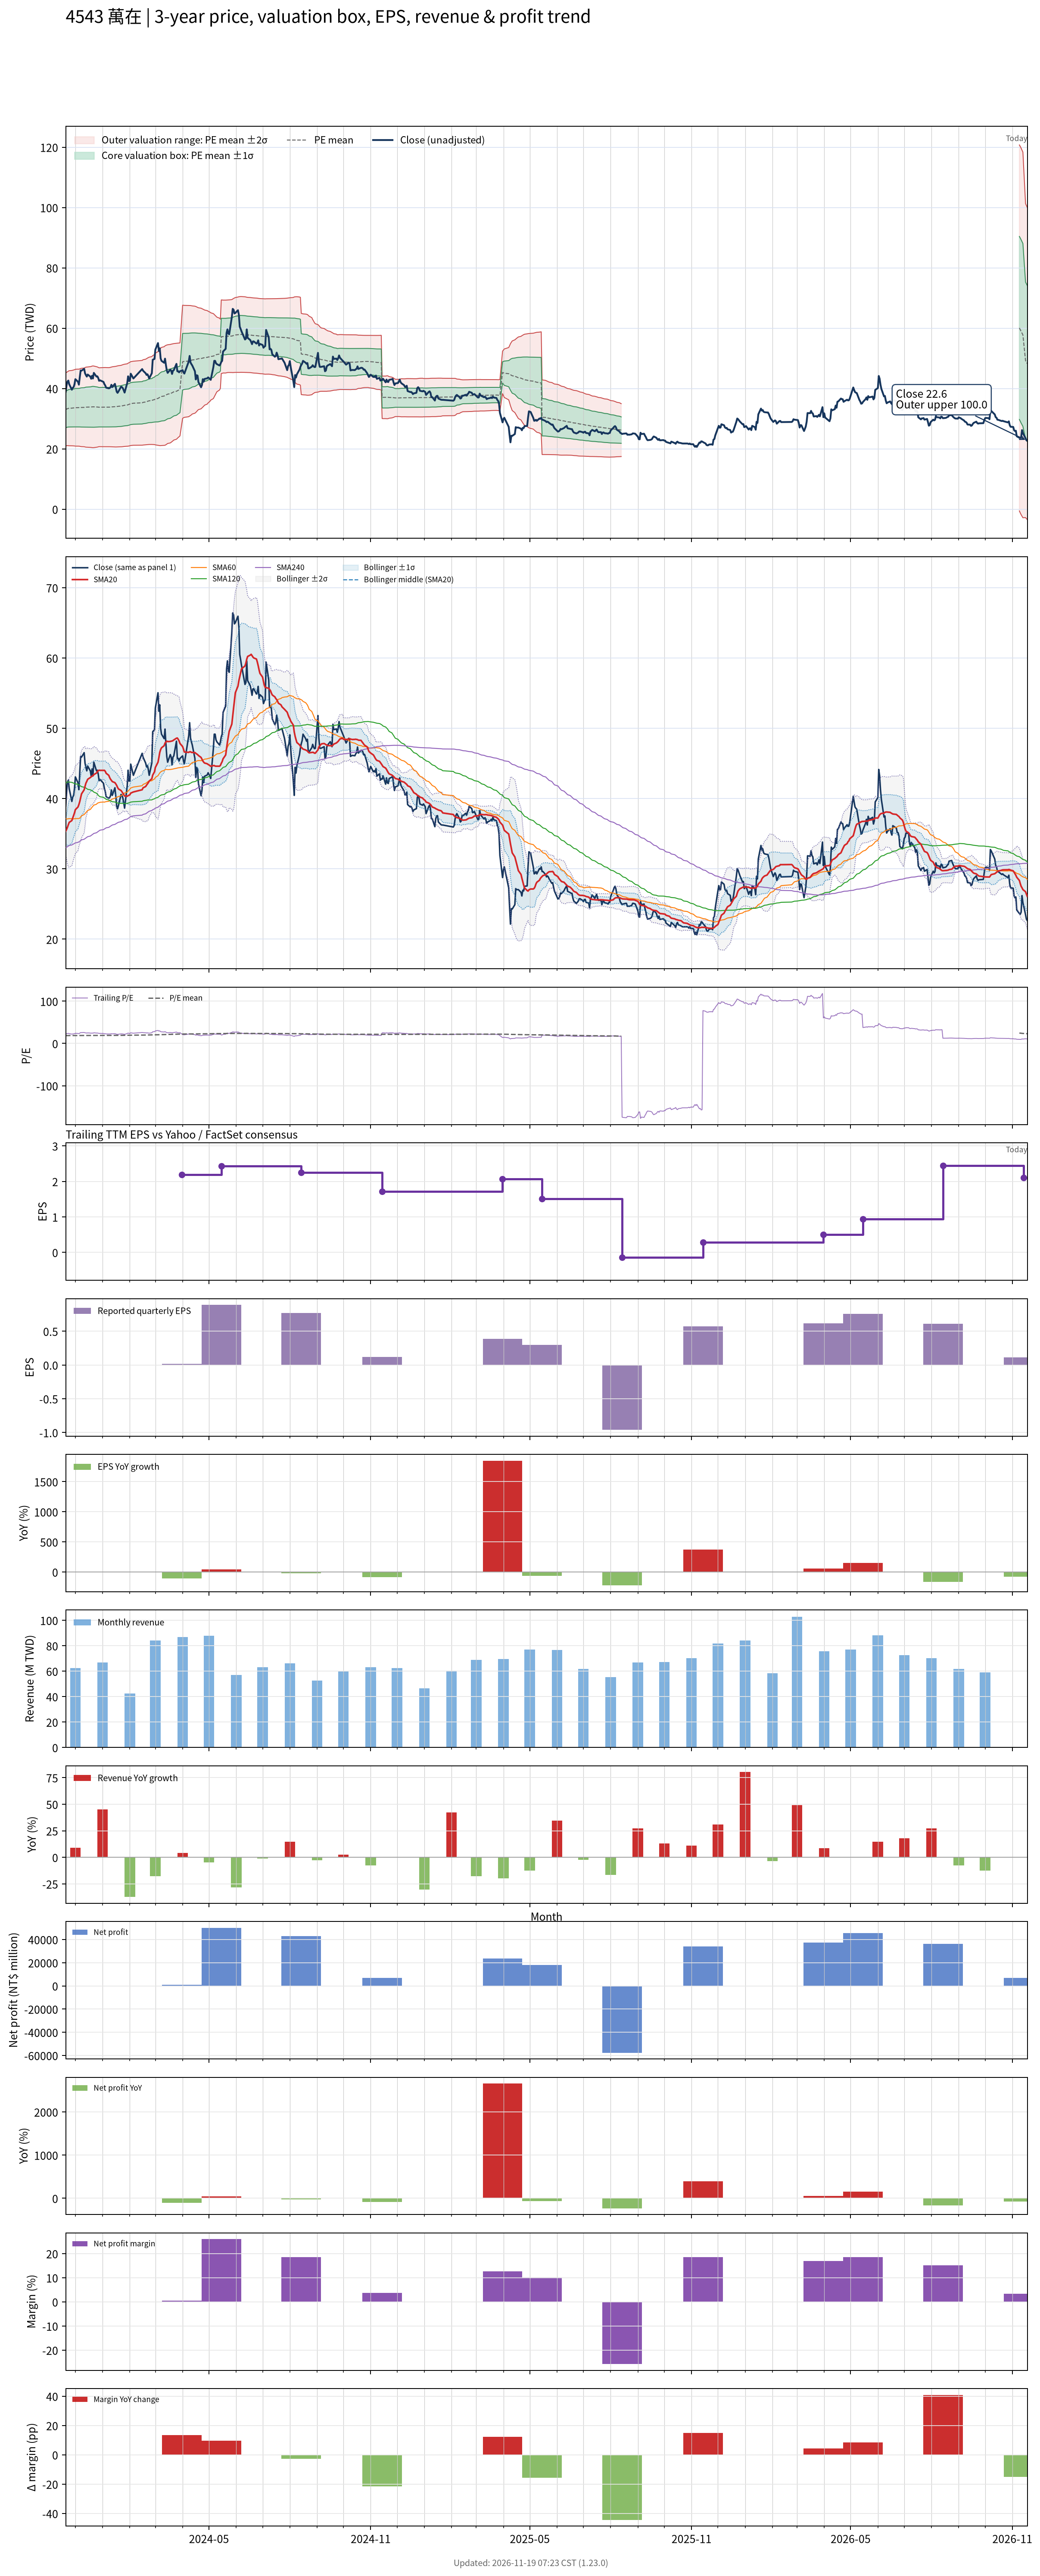 4543 萬在 | 3-year price, valuation box, EPS, revenue & profit trend
Outer valuation range: PE mean ±2σ
PE mean
Close (unadjusted)
Core valuation box: PE mean ±1σ
Today
Price (TWD)
120
100
80
60
40
20
0
Close 22.6
Outer upper 100.0
Close (same as panel 1)
SMA60
SMA240
Bollinger ±1σ
SMA20
SMA120
Bollinger ±2σ
Bollinger middle (SMA20)
Price
70
60
50
40
30
20
Trailing P/E
P/E mean
P/E
100
0
-100
Trailing TTM EPS vs Yahoo / FactSet consensus
Today
EPS
3
2
1
0
Reported quarterly EPS
EPS
0.5
0.0
-0.5
-1.0
EPS YoY growth
YoY (%)
1500
1000
500
0
Monthly revenue
Revenue (M TWD)
100
80
60
40
20
0
Revenue YoY growth
YoY (%)
75
50
25
0
-25
Month
Net profit
Net profit (NT$ million)
40000
20000
0
-20000
-40000
-60000
Net profit YoY
YoY (%)
2000
1000
0
Net profit margin
Margin (%)
20
10
0
-10
-20
Margin YoY change
Δ margin (pp)
40
20
0
-20
-40
2024-05
2024-11
2025-05
2025-11
2026-05
2026-11
Updated: 2026-11-19 07:23 CST (1.23.0)